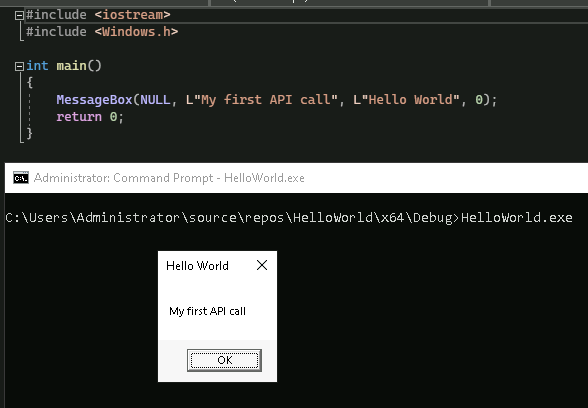 #include <iostream>
#include <Windows.h>
int main()
{
MessageBox(NULL, L"My first API call", L"Hello World", 0);
return 0;
}
Administrator: Command Prompt - HelloWorld.exe
C:\Users\Administrator\source\repos\HelloWorld\x64\Debug>HelloWorld.exe
Hello World
My first API call
OK